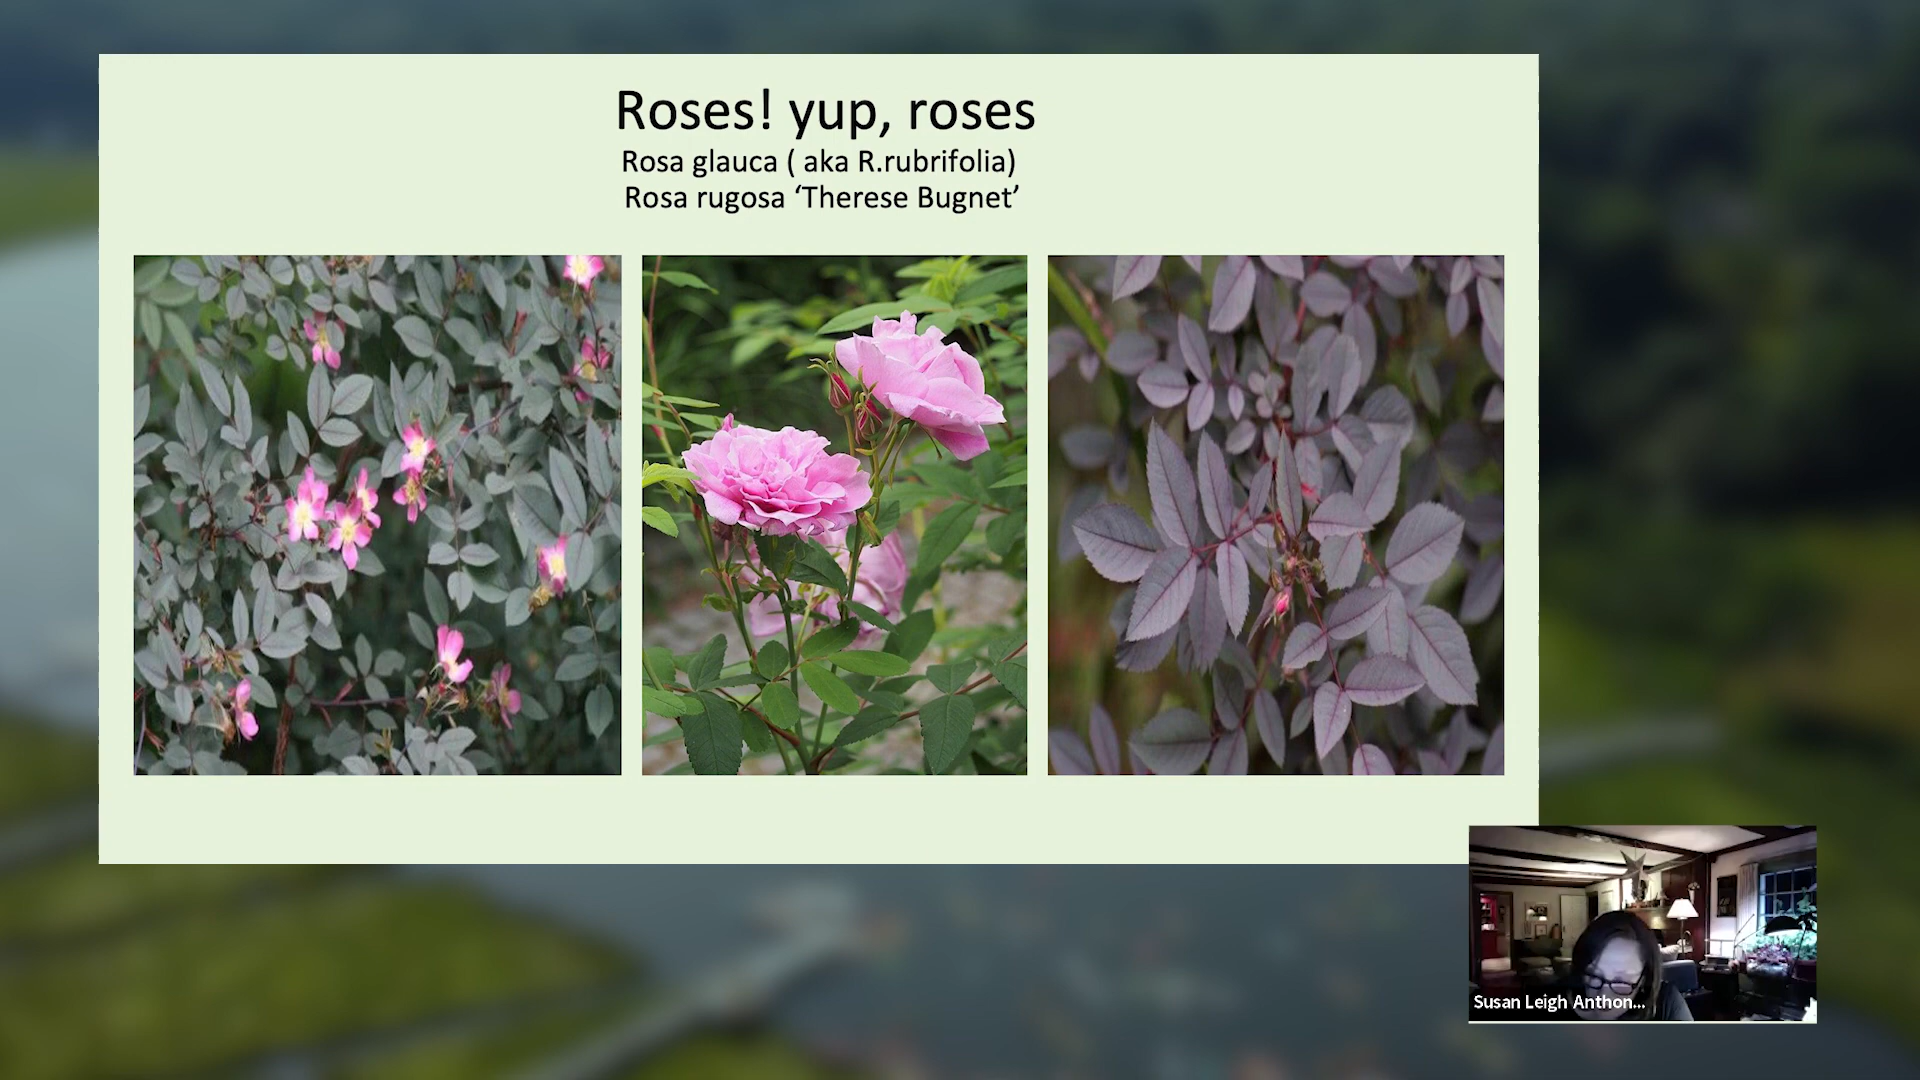 Roses! yup, roses
Rosa glauca ( aka R.rubrifolia)
Rosa rugosa ‘Therese Bugnet’
Susan Leigh Anthon...